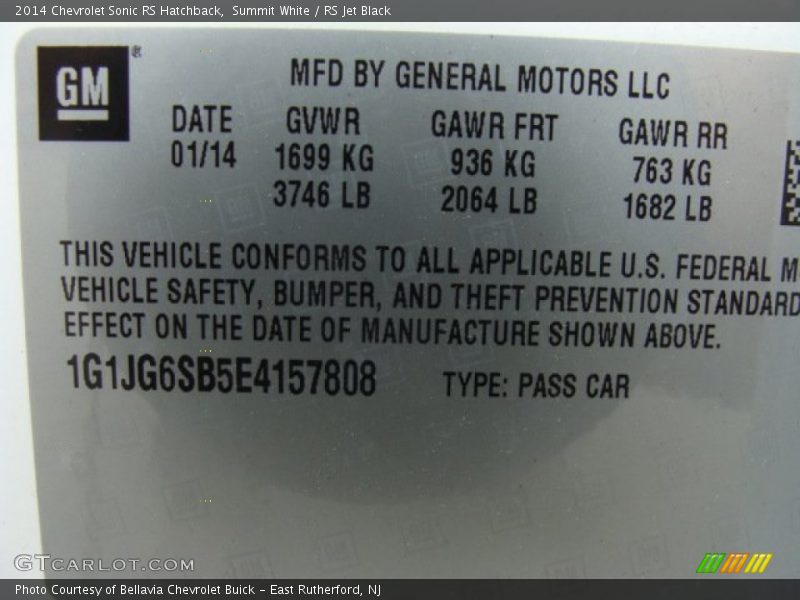 2014 Chevrolet Sonic RS Hatchback,  Summit White / RS Jet Black
GM ®
MFD BY GENERAL MOTORS LLC
DATE GVWR GAWR FRT GAWR RR
01/14 1699 KG 936 KG 763 KG
3746 LB 2064 LB 1682 LB
THIS VEHICLE CONFORMS TO ALL APPLICABLE U.S. FEDERAL M
VEHICLE SAFETY, BUMPER, AND THEFT PREVENTION STANDARD
EFFECT ON THE DATE OF MANUFACTURE SHOWN ABOVE.
1G1JG6SB5E4157808 TYPE: PASS CAR
GTCARLOT.COM
Photo Courtesy of Bellavia Chevrolet Buick - East Rutherford, NJ